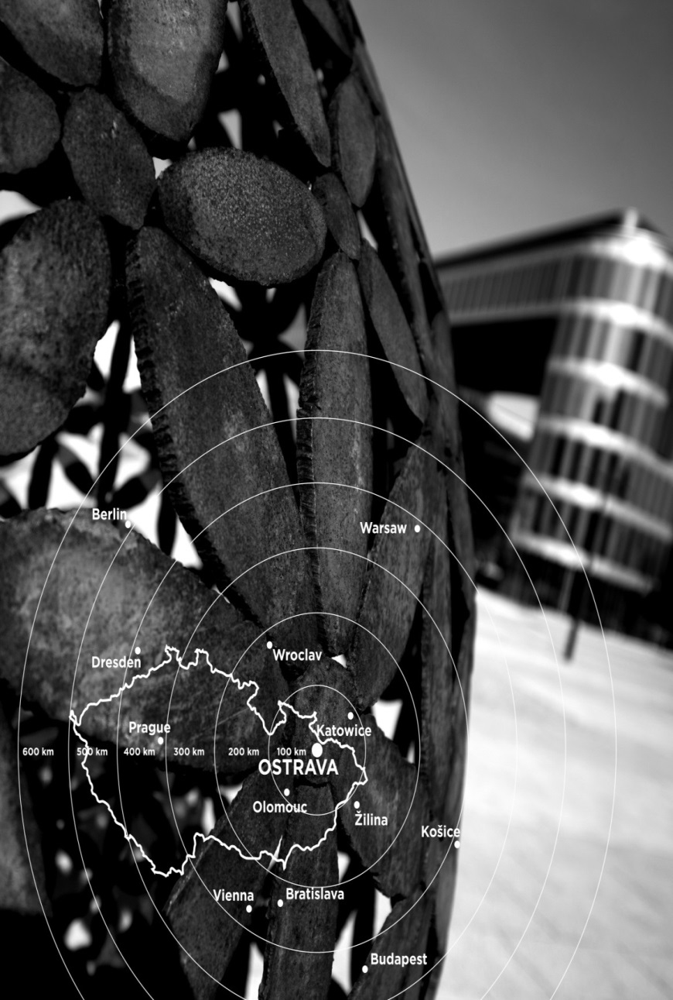 Berlin
Warsaw
Wroclav
Dresden
Prague
Katowice
600 km
500 km
400 km
300 km
200 km
100 km
OSTRAVA
Olomouc
Žilina
Košice
Vienna
Bratislava
Budapest